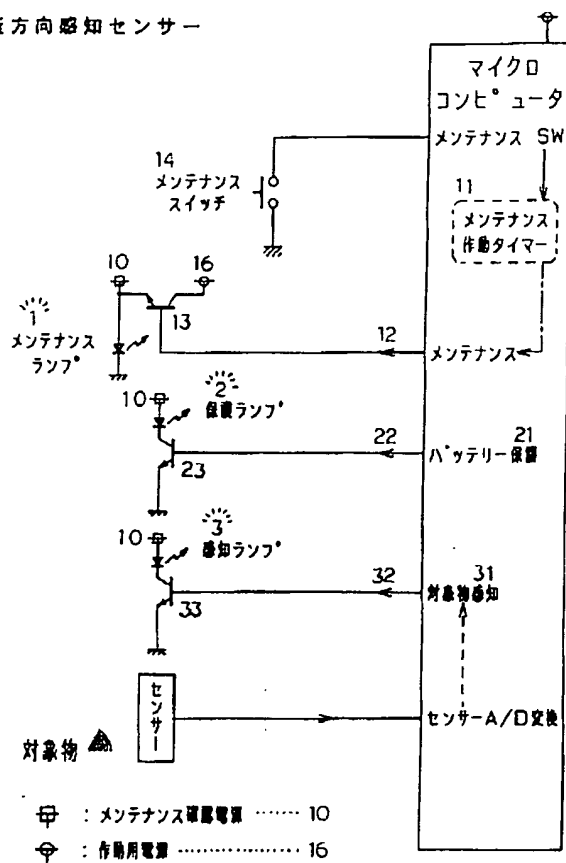 方向感知センサー
マイクロ
コンピュータ
メンテナンス SW
14
メンテナンス
スイッチ
11
メンテナンス
作動タイマー
10
16
13
1
メンテナンス
ランプ
12
メンテナンス
2
10
保護ランプ
23
22
21
バッテリー保護
3
10
感知ランプ
33
32
31
対象物感知
センサー
センサーA/D変換
対象物
: メンテナンス確認電源 ‥‥‥ 10
: 作動用電源 ‥‥‥‥‥‥ 16